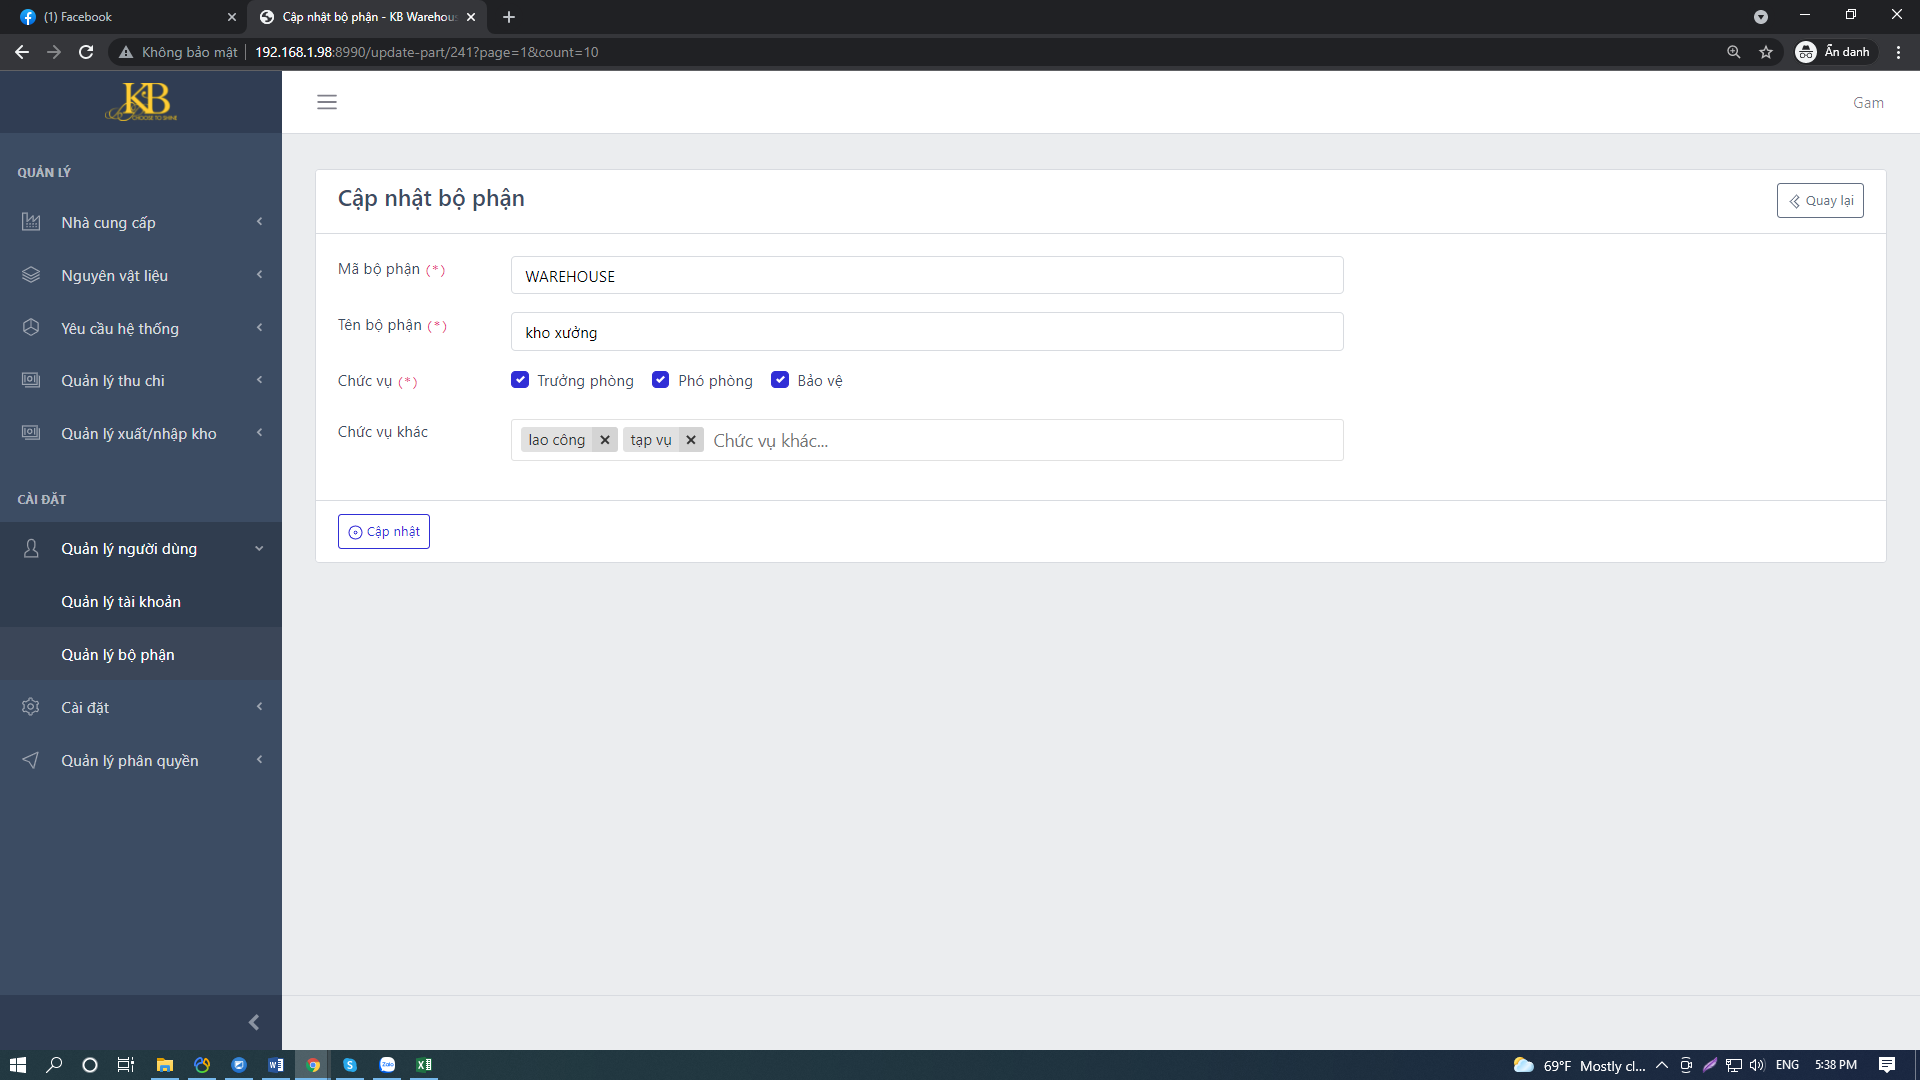 (1) Facebook
Cập nhật bộ phận - KB Warehous
Không bảo mật
192.168.1.98:8990/update-part/241?page=1&count=10
Ẩn danh
KB
CHOOSE TO SHINE
Gam
QUẢN LÝ
Nhà cung cấp
Nguyên vật liệu
Yêu cầu hệ thống
Quản lý thu chi
Quản lý xuất/nhập kho
CÀI ĐẶT
Quản lý người dùng
Quản lý tài khoản
Quản lý bộ phận
Cài đặt
Quản lý phân quyền
Cập nhật bộ phận
Quay lại
Mã bộ phận (*)
WAREHOUSE
Tên bộ phận (*)
kho xưởng
Chức vụ (*)
Trưởng phòng
Phó phòng
Bảo vệ
Chức vụ khác
lao công
tạp vụ
Chức vụ khác...
Cập nhật
Zalo
69°F Mostly cl...
ENG
5:38 PM